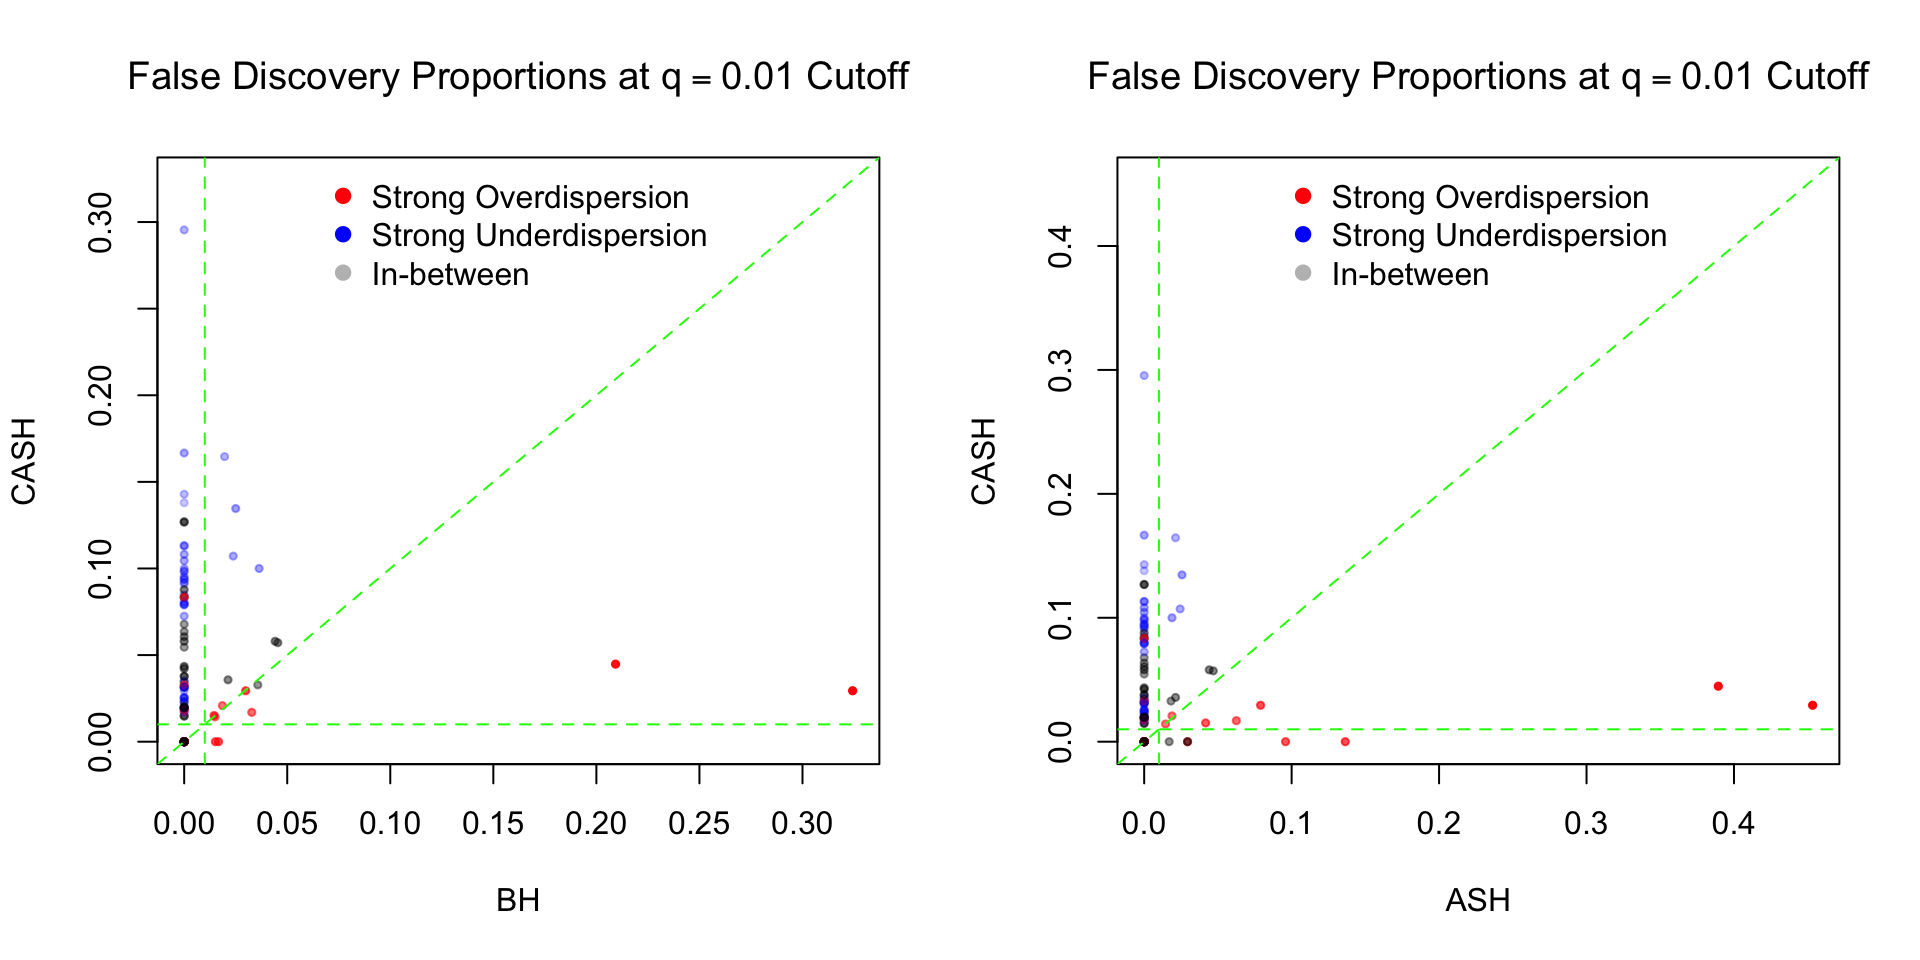 False Discovery Proportions at q = 0.01 Cutoff
Strong Overdispersion
Strong Underdispersion
In-between
0.30
0.20
0.10
0.00
CASH
0.00 0.05 0.10 0.15 0.20 0.25 0.30
BH
False Discovery Proportions at q = 0.01 Cutoff
Strong Overdispersion
Strong Underdispersion
In-between
0.4
0.3
0.2
0.1
0.0
CASH
0.0 0.1 0.2 0.3 0.4
ASH